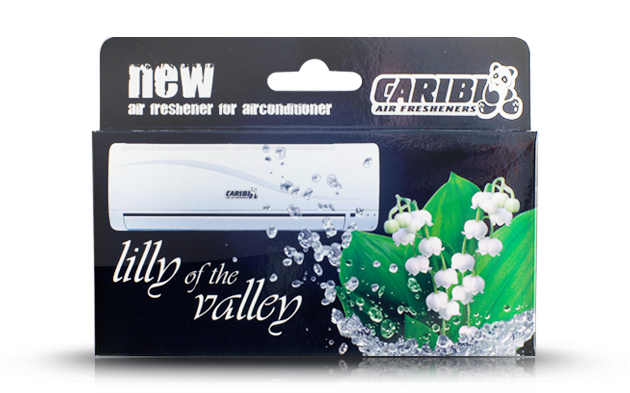 new
air freshener for airconditioner
CARIBI
AIR FRESHENERS
CARIBI
lilly of the
valley